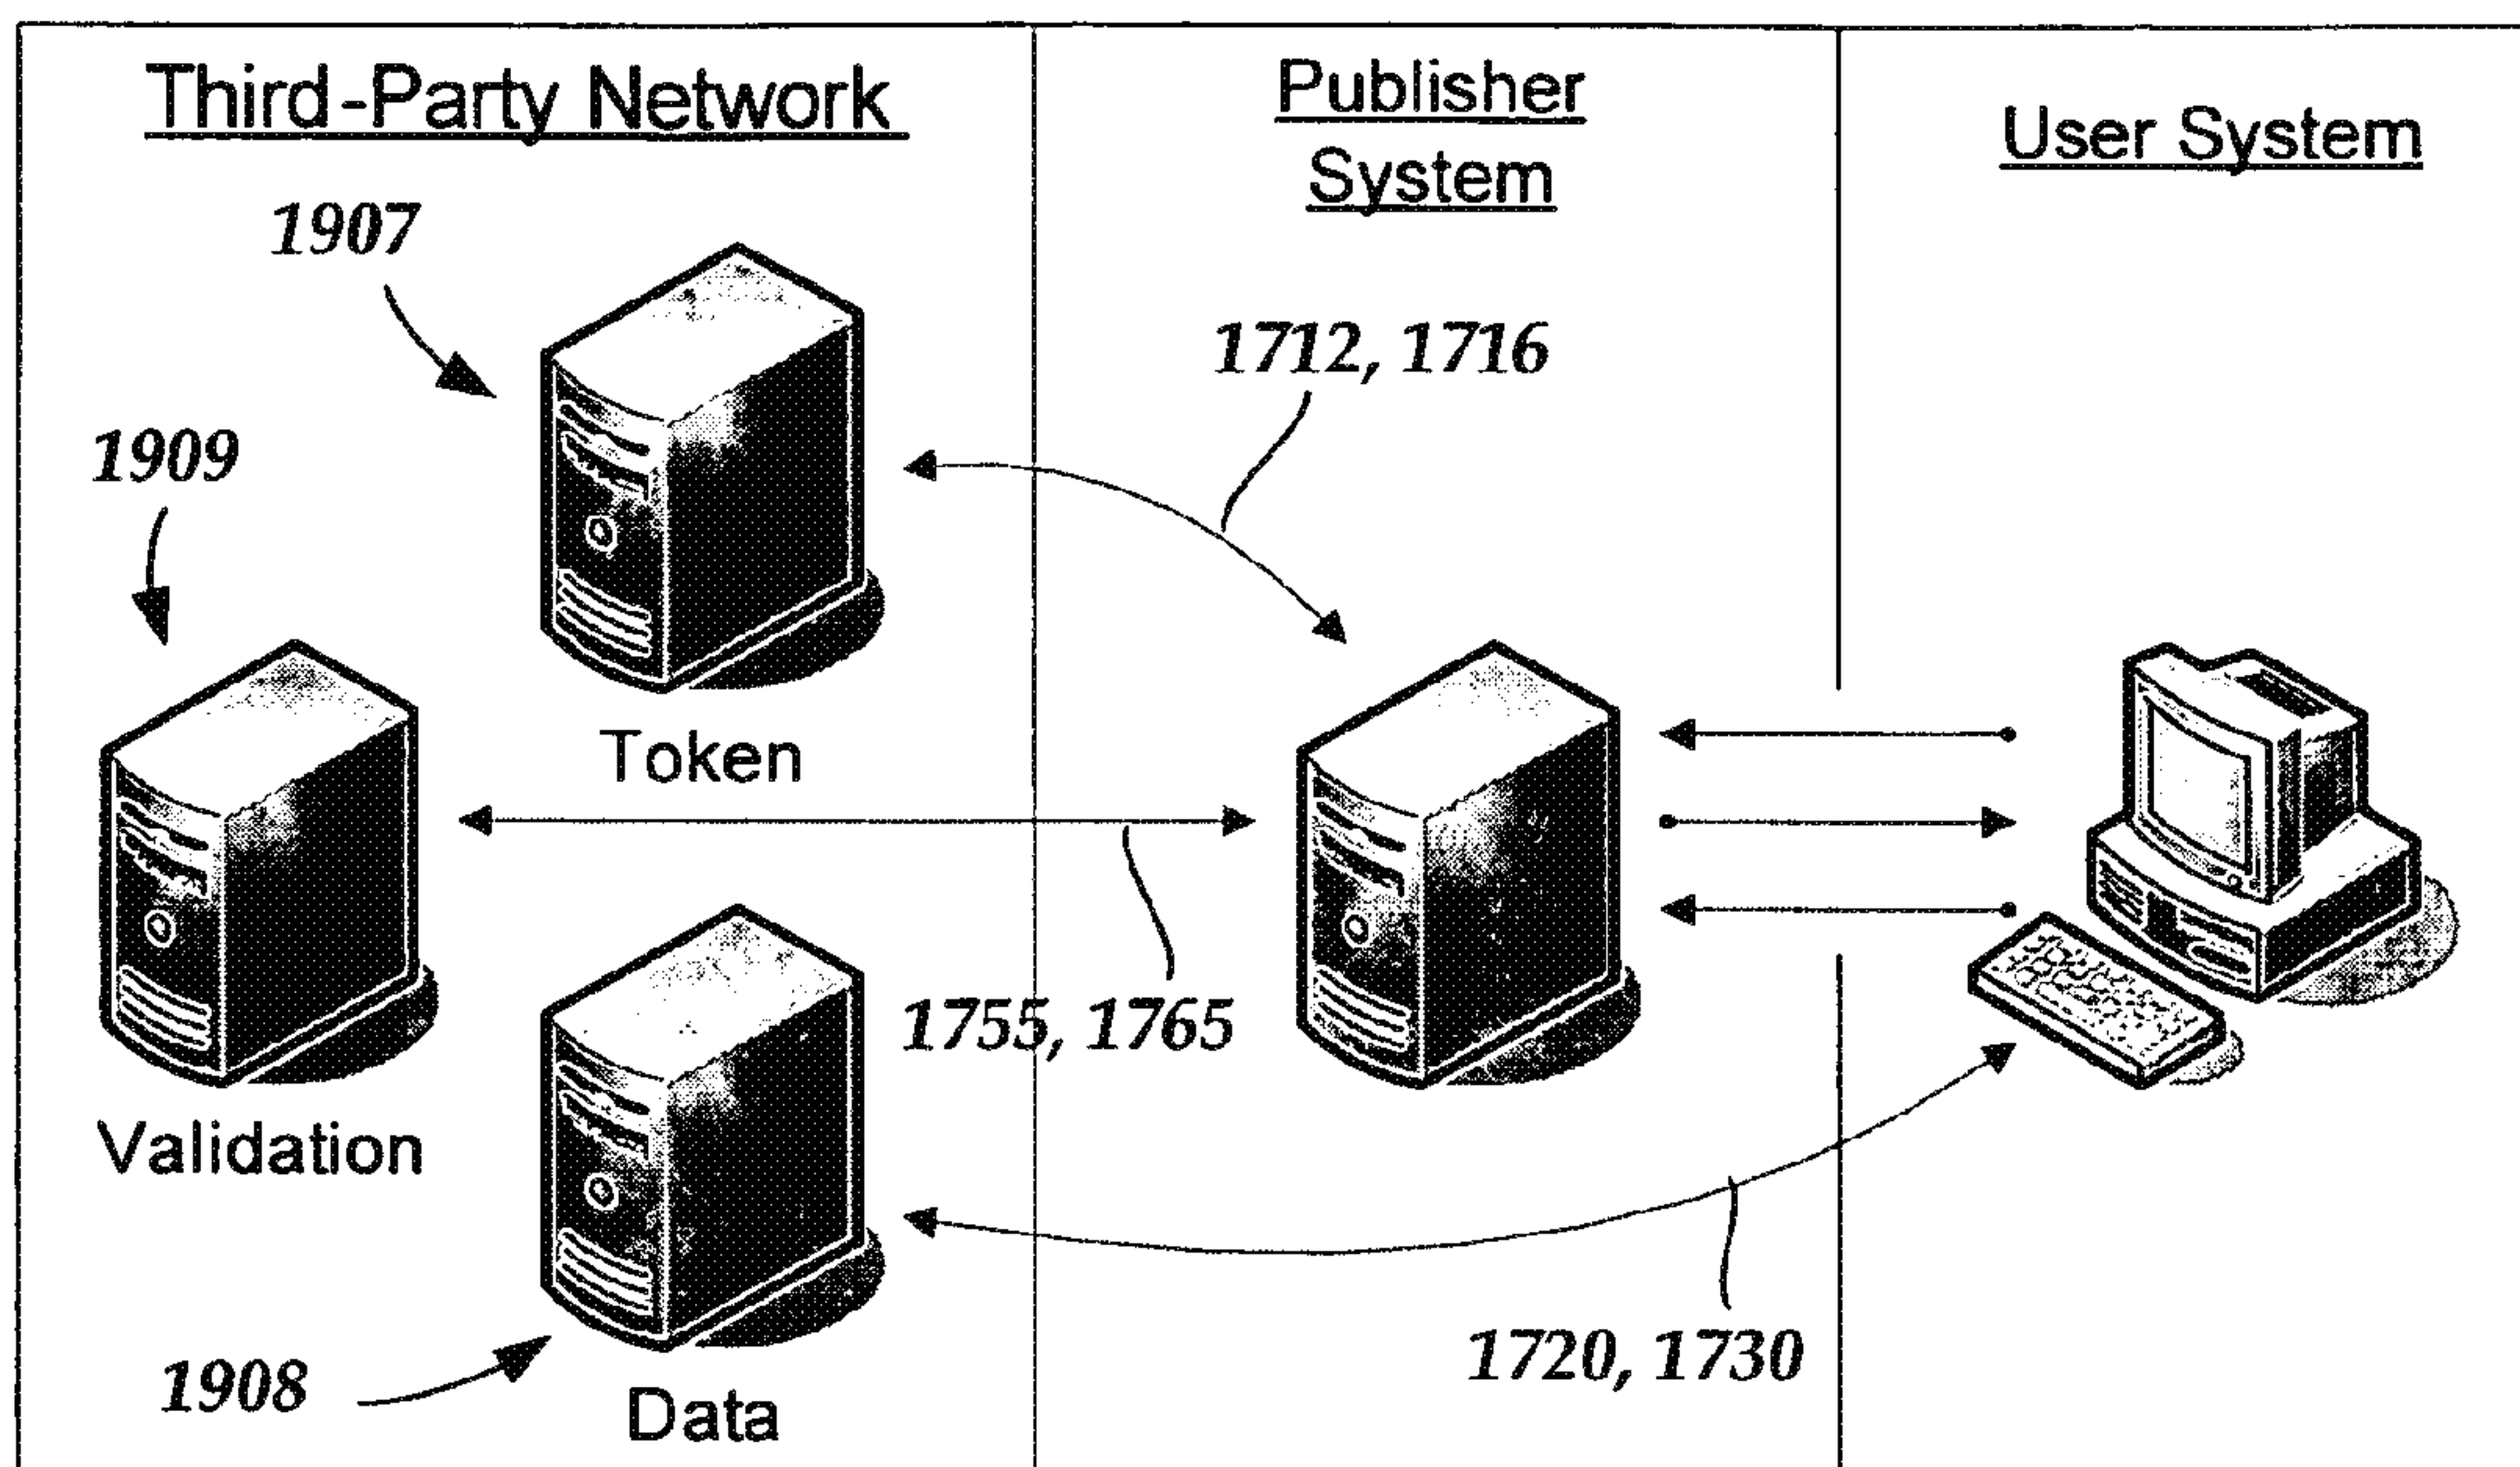 Third-Party Network
Publisher
System
User System
1907
1712, 1716
1909
Token
1755, 1765
Validation
1720, 1730
1908
Data